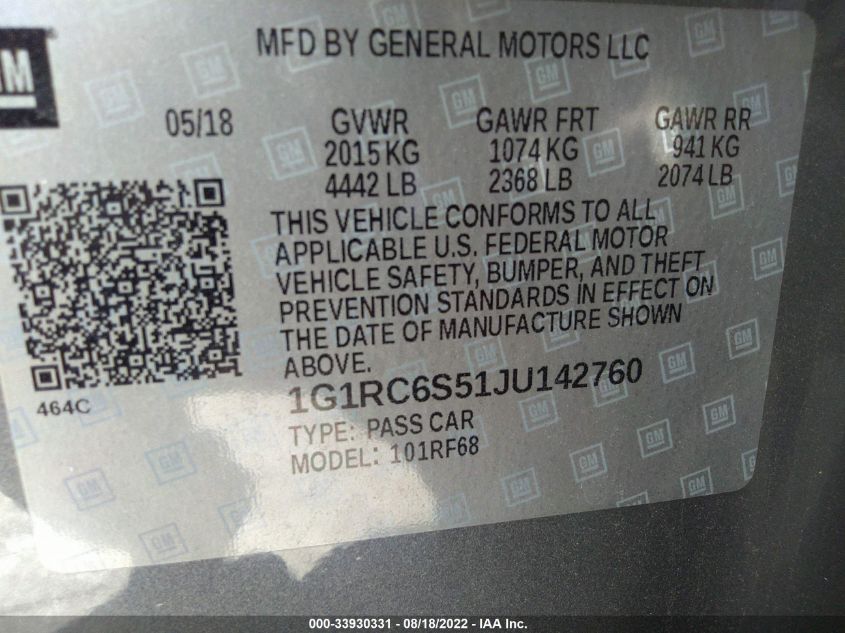 GM
MFD BY GENERAL MOTORS LLC
05/18 GVWR GAWR FRT GAWR RR
2015 KG 1074 KG 941 KG
4442 LB 2368 LB 2074 LB
THIS VEHICLE CONFORMS TO ALL
APPLICABLE U.S. FEDERAL MOTOR
VEHICLE SAFETY, BUMPER, AND THEFT
PREVENTION STANDARDS IN EFFECT ON
THE DATE OF MANUFACTURE SHOWN
ABOVE.
464C
1G1RC6S51JU142760
TYPE: PASS CAR
MODEL: 101RF68
000-33930331 - 08/18/2022 - IAA Inc.